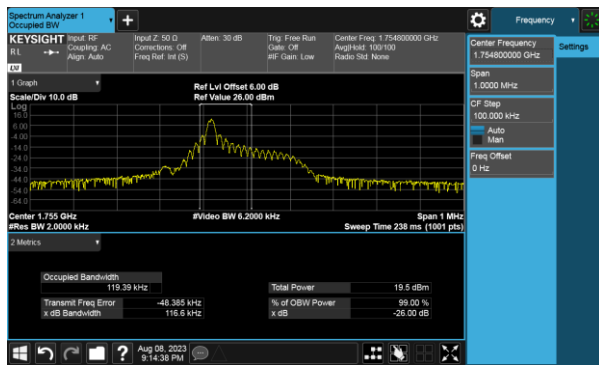 Spectrum Analyzer 1
Occupied BW
Frequency
KEYSIGHT
Input: RF
Coupling: AC
Align: Auto
RL
LXI
Input Z: 50 Ω
Corrections: Off
Freq Ref: Int (S)
Atten: 30 dB
Trig: Free Run
Gate: Off
#IF Gain: Low
Center Freq: 1.754800000 GHz
Avg|Hold: 100/100
Radio Std: None
Center Frequency
1.754800000 GHz
Settings
Span
1.0000 MHz
CF Step
100.000 kHz
Auto
Man
Freq Offset
0 Hz
1 Graph
Scale/Div 10.0 dB
Ref Lvl Offset 6.00 dB
Ref Value 26.00 dBm
Log
16.0
6.00
-4.00
-14.0
-24.0
-34.0
-44.0
-54.0
-64.0
Center 1.755 GHz
#Res BW 2.0000 kHz
#Video BW 6.2000 kHz
Span 1 MHz
Sweep Time 238 ms (1001 pts)
2 Metrics
Occupied Bandwidth
119.39 kHz
Total Power 19.5 dBm
Transmit Freq Error -48.385 kHz
% of OBW Power 99.00 %
x dB Bandwidth 116.6 kHz
x dB -26.00 dB
Aug 08, 2023
9:14:38 PM